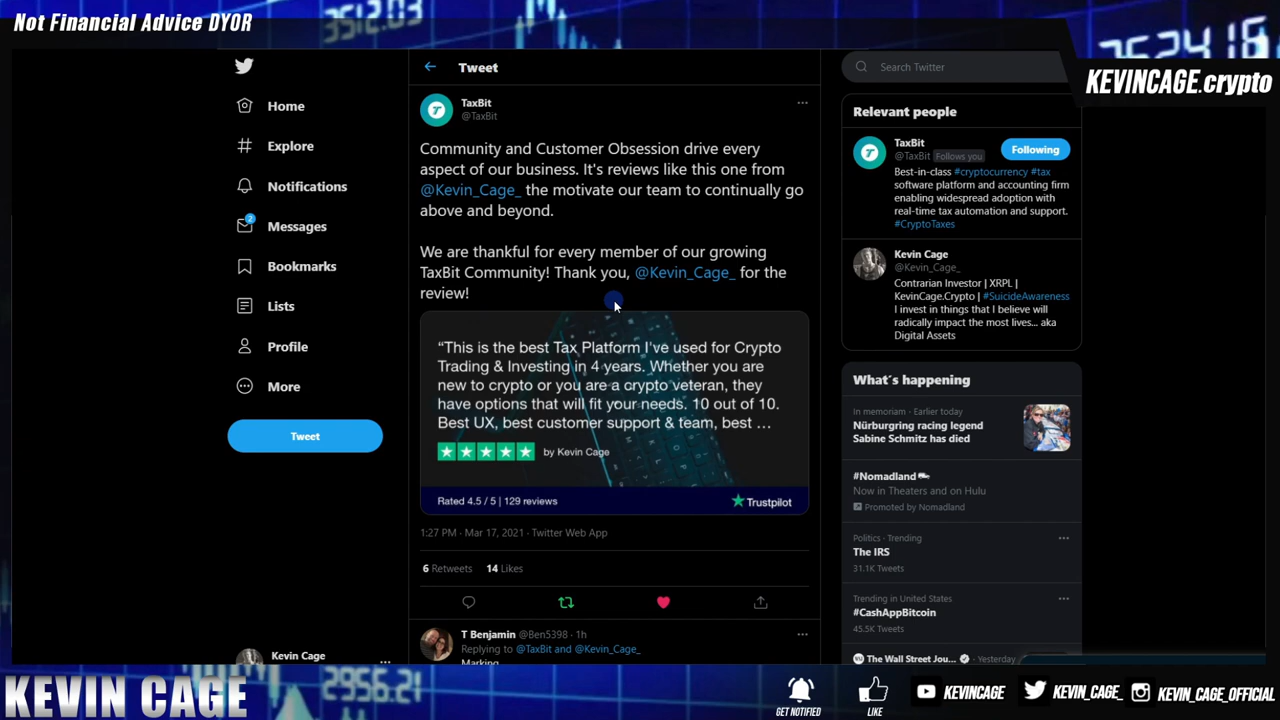 Not Financial Advice DYOR
3512.03
3524.16
KEVINCAGE.crypto
Home
Explore
Notifications
2
Messages
Bookmarks
Lists
Profile
More
Tweet
Kevin Cage
Tweet
TaxBit
@TaxBit
Community and Customer Obsession drive every
aspect of our business. It's reviews like this one from
@Kevin_Cage_ the motivate our team to continually go
above and beyond.
We are thankful for every member of our growing
TaxBit Community! Thank you, @Kevin_Cage_ for the
review!
“This is the best Tax Platform I've used for Crypto
Trading & Investing in 4 years. Whether you are
new to crypto or you are a crypto veteran, they
have options that will fit your needs. 10 out of 10.
Best UX, best customer support & team, best ...
by Kevin Cage
Rated 4.5 / 5 | 129 reviews
Trustpilot
1:27 PM · Mar 17, 2021 · Twitter Web App
6 Retweets 14 Likes
T Benjamin @Ben5398 · 1h
Replying to @TaxBit and @Kevin_Cage_
Marking
Search Twitter
Relevant people
TaxBit
@TaxBit Follows you
Following
Best-in-class #cryptocurrency #tax
software platform and accounting firm
enabling widespread adoption with
real-time tax automation and support.
#CryptoTaxes
Kevin Cage
@Kevin_Cage_
Contrarian Investor | XRPL |
KevinCage.Crypto | #SuicideAwareness
I invest in things that I believe will
radically impact the most lives... aka
Digital Assets
What's happening
In memoriam · Earlier today
Nürburgring racing legend
Sabine Schmitz has died
#Nomadland
Now in Theaters and on Hulu
Promoted by Nomadland
Politics · Trending
The IRS
31.1K Tweets
Trending in United States
#CashAppBitcoin
45.5K Tweets
The Wall Street Jou... · Yesterday
KEVIN CAGE
2956.21
GET NOTIFIED
LIKE
KEVINCAGE
KEVIN_CAGE_
KEVIN_CAGE_OFFICIAL